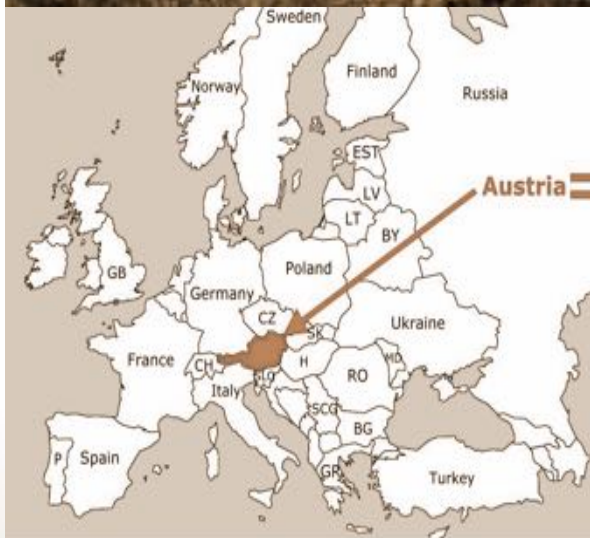 Sweden
Finland
Norway
Russia
EST
LV
Austria
LT
BY
GB
Poland
Germany
CZ
Ukraine
SK
France
CH
H
MD
SLO
RO
Italy
SCG
BG
P
Spain
GR
Turkey